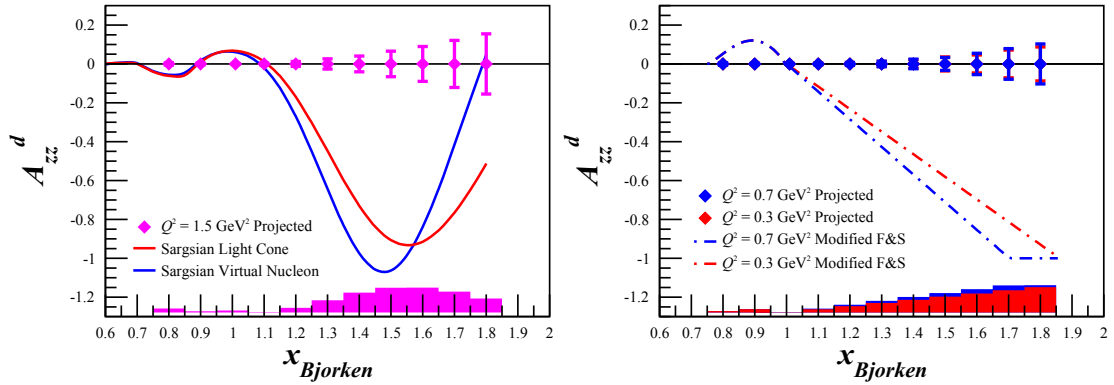 0.2
0
-0.2
-0.4
-0.6
-0.8
-1
-1.2
A_zz^d
Q² = 1.5 GeV² Projected
Sargsian Light Cone
Sargsian Virtual Nucleon
0.6 0.7 0.8 0.9 1 1.1 1.2 1.3 1.4 1.5 1.6 1.7 1.8 1.9 2
x_Bjorken
0.2
0
-0.2
-0.4
-0.6
-0.8
-1
-1.2
A_zz^d
Q² = 0.7 GeV² Projected
Q² = 0.3 GeV² Projected
Q² = 0.7 GeV² Modified F&S
Q² = 0.3 GeV² Modified F&S
0.6 0.7 0.8 0.9 1 1.1 1.2 1.3 1.4 1.5 1.6 1.7 1.8 1.9 2
x_Bjorken